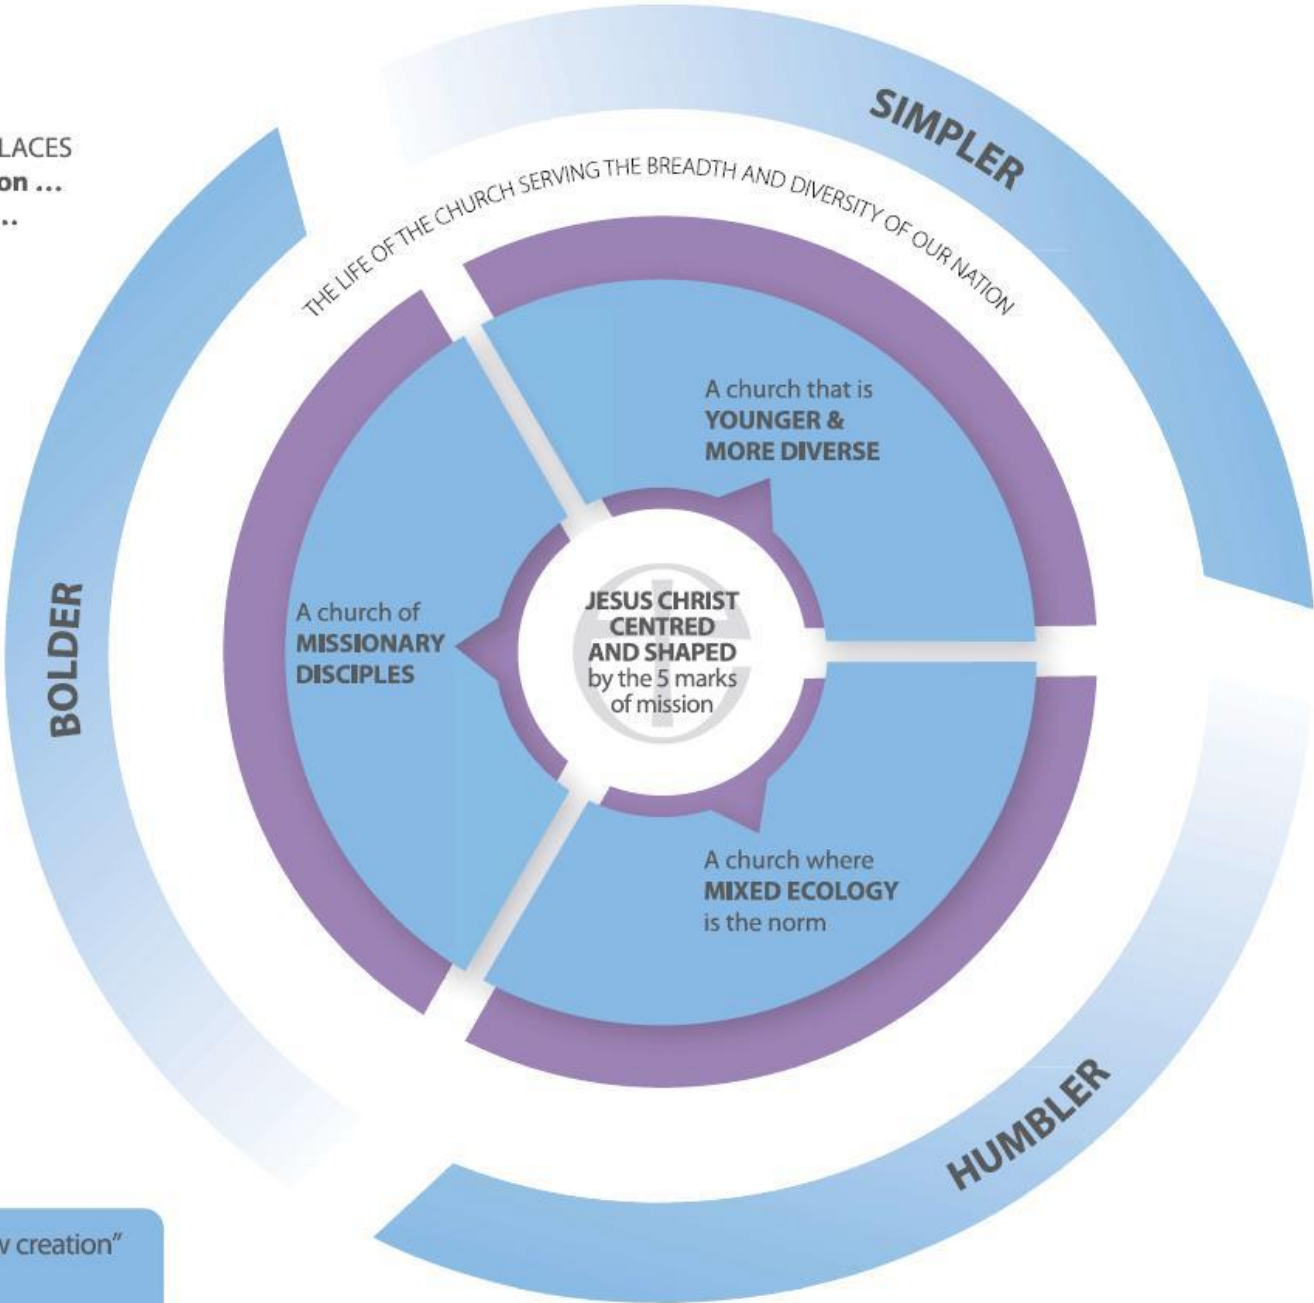 SIMPLER
LACES
on ...
..
THE LIFE OF THE CHURCH SERVING THE BREADTH AND DIVERSITY OF OUR NATION
A church that is
YOUNGER &
MORE DIVERSE
BOLDER
A church of
MISSIONARY
DISCIPLES
JESUS CHRIST
CENTRED
AND SHAPED
by the 5 marks
of mission
A church where
MIXED ECOLOGY
is the norm
HUMBLER
w creation”